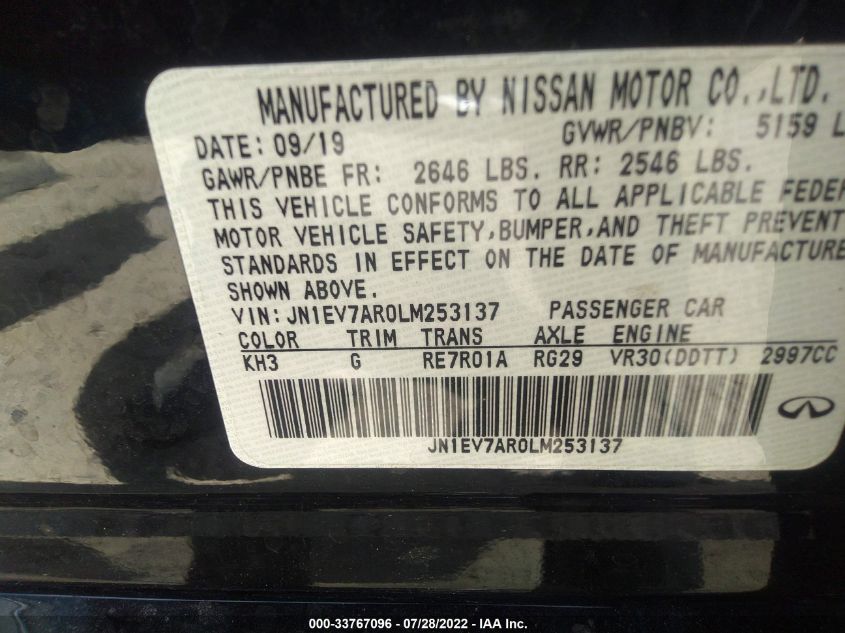 MANUFACTURED BY NISSAN MOTOR CO.,LTD.
DATE: 09/19 GVWR/PNBV: 5159 L
GAWR/PNBE FR: 2646 LBS. RR: 2546 LBS.
THIS VEHICLE CONFORMS TO ALL APPLICABLE FEDER
MOTOR VEHICLE SAFETY,BUMPER,AND THEFT PREVENT
STANDARDS IN EFFECT ON THE DATE OF MANUFACTURE
SHOWN ABOVE.
VIN:JN1EV7AR0LM253137 PASSENGER CAR
COLOR TRIM TRANS AXLE ENGINE
KH3 G RE7R01A RG29 VR30(DDTT) 2997CC
JN1EV7AR0LM253137
000-33767096 - 07/28/2022 - IAA Inc.